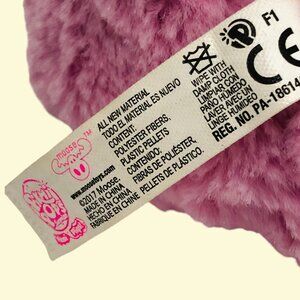 moose
TM
www.moosetoys.com
©2017 Moose.
MADE IN CHINA
HECHO EN CHINA
FABRIQUÉ EN CHINE
ALL NEW MATERIAL
TODO EL MATERIAL ES NUEVO
CONTENT:
POLYESTER FIBERS,
PLASTIC PELLETS
CONTENIDO:
FIBRAS DE POLIÉSTER,
PELLETS DE PLÁSTICO.
WIPE WITH
DAMP CLOTH
LIMPIAR CON
LAVER AVEC UN
LINGE HUMIDE
REG. NO. PA-18614
P
F1
CE